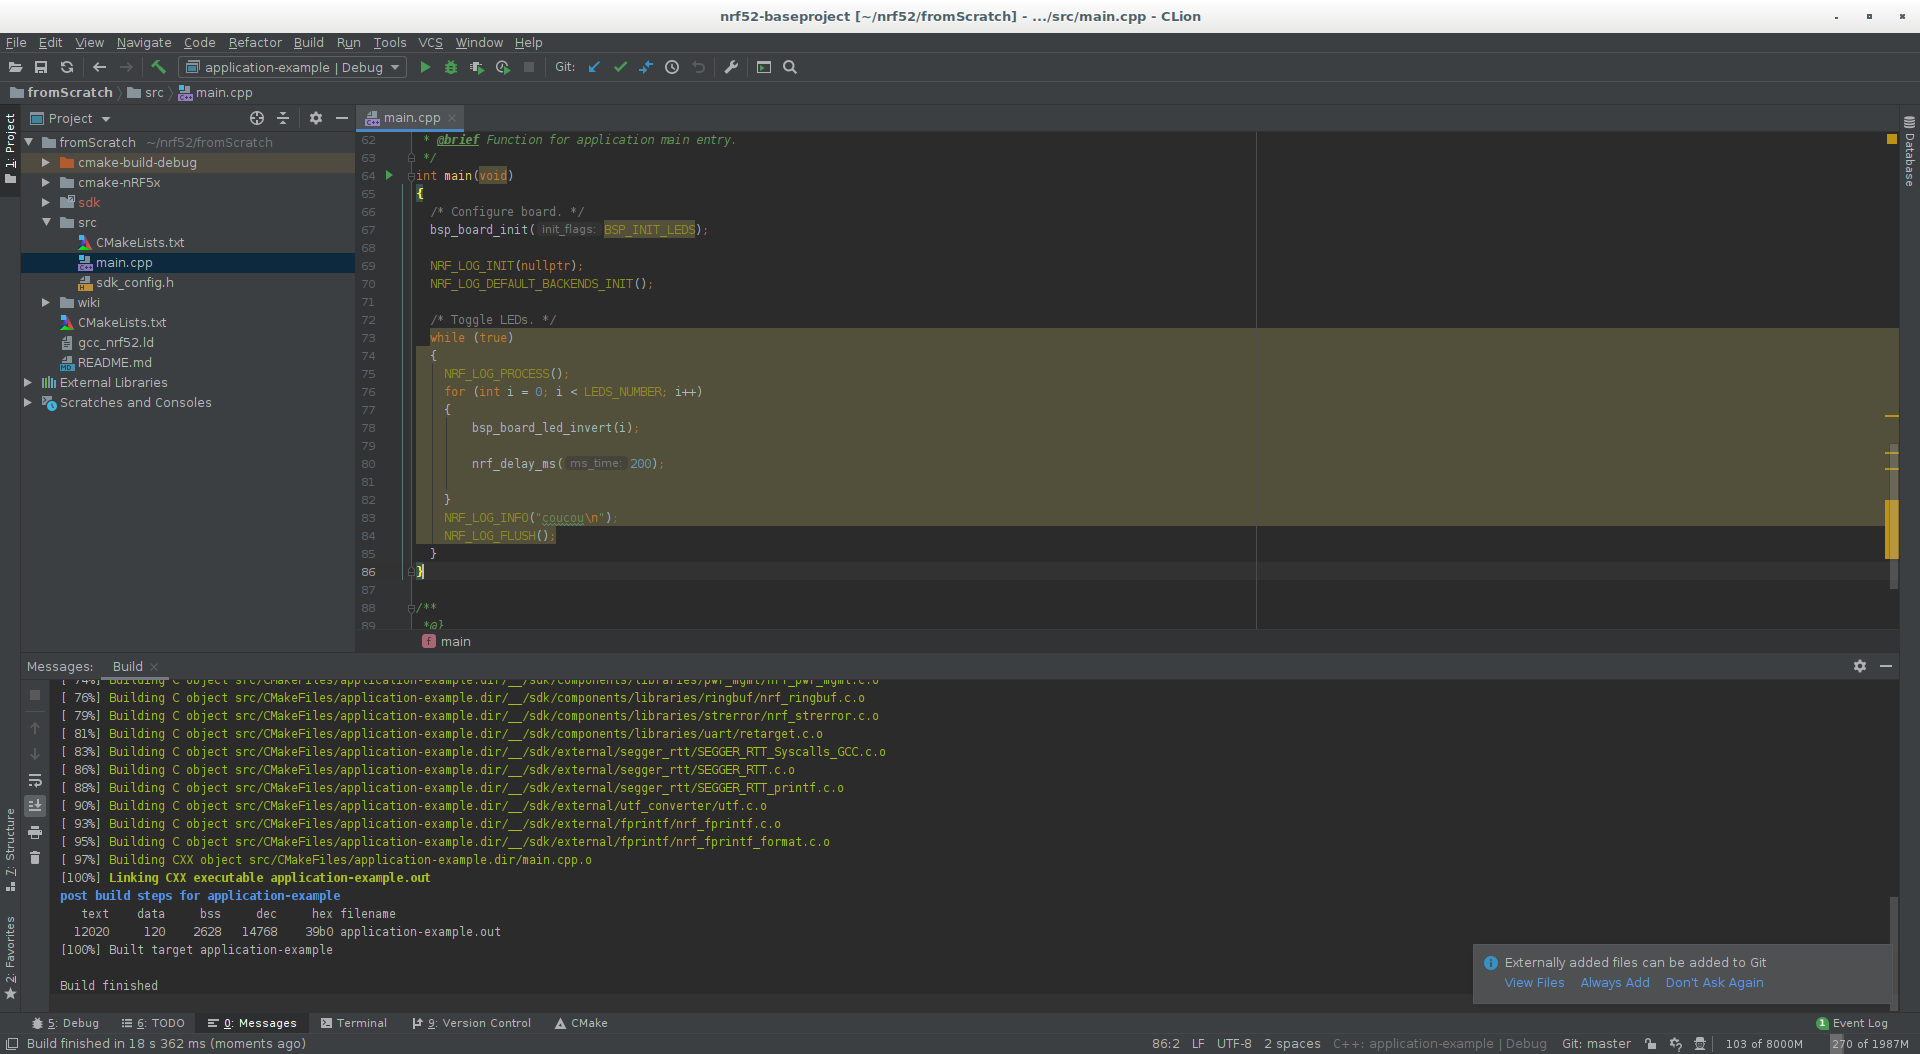 nrf52-baseproject [~/nrf52/fromScratch] - .../src/main.cpp - CLion
File Edit View Navigate Code Refactor Build Run Tools VCS Window Help
application-example | Debug Git:
fromScratch src main.cpp
1: Project
Project
fromScratch ~/nrf52/fromScratch
cmake-build-debug
cmake-nRF5x
sdk
src
CMakeLists.txt
main.cpp
sdk_config.h
wiki
CMakeLists.txt
gcc_nrf52.ld
README.md
External Libraries
Scratches and Consoles
main.cpp
62 * @brief Function for application main entry.
63 */
64 int main(void)
65 {
66 /* Configure board. */
67 bsp_board_init( init_flags: BSP_INIT_LEDS);
68
69 NRF_LOG_INIT(nullptr);
70 NRF_LOG_DEFAULT_BACKENDS_INIT();
71
72 /* Toggle LEDs. */
73 while (true)
74 {
75 NRF_LOG_PROCESS();
76 for (int i = 0; i < LEDS_NUMBER; i++)
77 {
78 bsp_board_led_invert(i);
79
80 nrf_delay_ms( ms_time: 200);
81
82 }
83 NRF_LOG_INFO("coucou\n");
84 NRF_LOG_FLUSH();
85 }
86 }
87
88 /**
89 *@}
main
Database
Messages: Build
[ 74%] Building C object src/CMakeFiles/application-example.dir/__/sdk/components/libraries/pwr_mgmt/nrf_pwr_mgmt.c.o
[ 76%] Building C object src/CMakeFiles/application-example.dir/__/sdk/components/libraries/ringbuf/nrf_ringbuf.c.o
[ 79%] Building C object src/CMakeFiles/application-example.dir/__/sdk/components/libraries/strerror/nrf_strerror.c.o
[ 81%] Building C object src/CMakeFiles/application-example.dir/__/sdk/components/libraries/uart/retarget.c.o
[ 83%] Building C object src/CMakeFiles/application-example.dir/__/sdk/external/segger_rtt/SEGGER_RTT_Syscalls_GCC.c.o
[ 86%] Building C object src/CMakeFiles/application-example.dir/__/sdk/external/segger_rtt/SEGGER_RTT.c.o
[ 88%] Building C object src/CMakeFiles/application-example.dir/__/sdk/external/segger_rtt/SEGGER_RTT_printf.c.o
[ 90%] Building C object src/CMakeFiles/application-example.dir/__/sdk/external/utf_converter/utf.c.o
[ 93%] Building C object src/CMakeFiles/application-example.dir/__/sdk/external/fprintf/nrf_fprintf.c.o
[ 95%] Building C object src/CMakeFiles/application-example.dir/__/sdk/external/fprintf/nrf_fprintf_format.c.o
[ 97%] Building CXX object src/CMakeFiles/application-example.dir/main.cpp.o
[100%] Linking CXX executable application-example.out
post build steps for application-example
text data bss dec hex filename
12020 120 2628 14768 39b0 application-example.out
[100%] Built target application-example
Build finished
7: Structure
2: Favorites
Externally added files can be added to Git
View Files Always Add Don't Ask Again
5: Debug 6: TODO 0: Messages Terminal 9: Version Control CMake 1 Event Log
Build finished in 18 s 362 ms (moments ago) 86:2 LF UTF-8 2 spaces C++: application-example | Debug Git: master 103 of 8000M 270 of 1987M